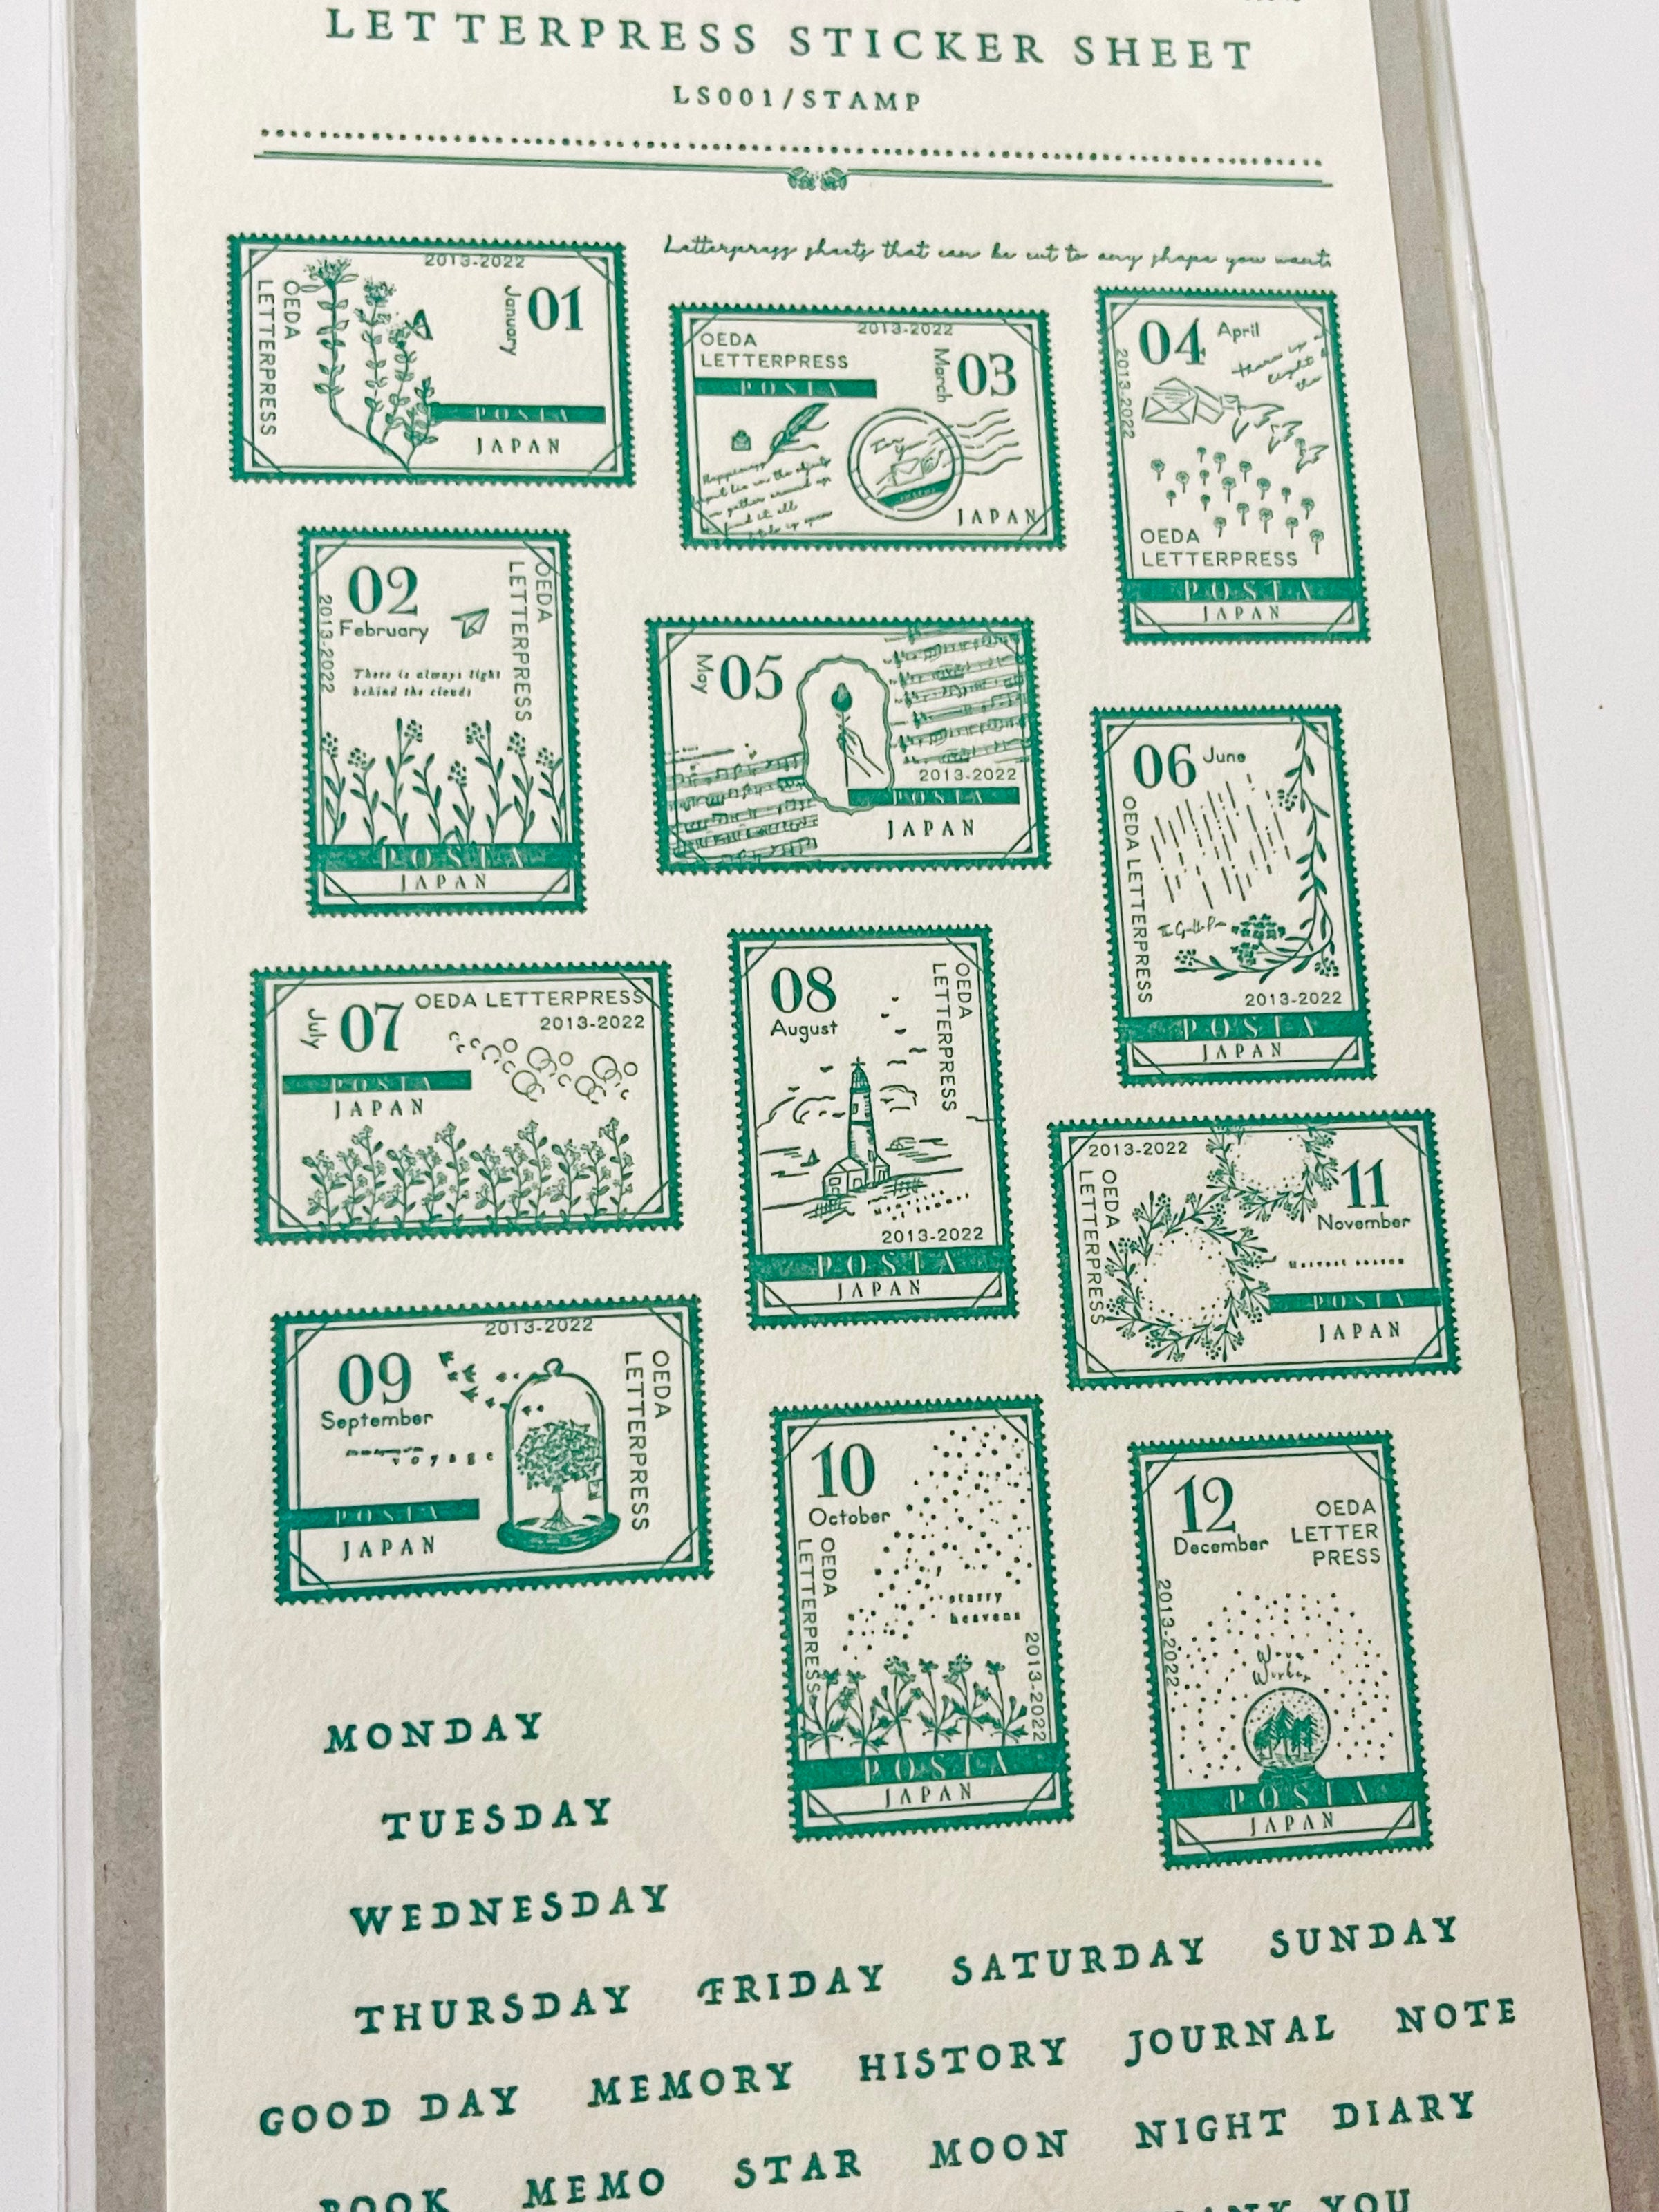 LETTERPRESS STICKER SHEET
LS001/STAMP
Letterpress sheets that can be cut to any shape you want.
2013-2022
OEDA
LETTERPRESS
January
01
POSTA
JAPAN
OEDA
LETTERPRESS
2013-2022
March
03
POSTA
JAPAN
04
April
2013-2022
OEDA
LETTERPRESS
POSTA
JAPAN
02
February
2013-2022
OEDA
LETTERPRESS
There is always light
behind the clouds
POSTA
JAPAN
May
05
2013-2022
POSTA
JAPAN
06
June
OEDA LETTERPRESS
2013-2022
POSTA
JAPAN
July
07
OEDA LETTERPRESS
2013-2022
POSTA
JAPAN
08
August
OEDA
LETTERPRESS
2013-2022
POSTA
JAPAN
2013-2022
OEDA
LETTERPRESS
11
November
Harvest season
POSTA
JAPAN
2013-2022
09
September
voyage
OEDA
LETTERPRESS
POSTA
JAPAN
10
October
OEDA
LETTERPRESS
starry
heavens
2013-2022
POSTA
JAPAN
12
December
OEDA
LETTER
PRESS
2013-2022
POSTA
JAPAN
MONDAY
TUESDAY
WEDNESDAY
THURSDAY FRIDAY SATURDAY SUNDAY
GOOD DAY MEMORY HISTORY JOURNAL NOTE
BOOK MEMO STAR MOON NIGHT DIARY
YOU